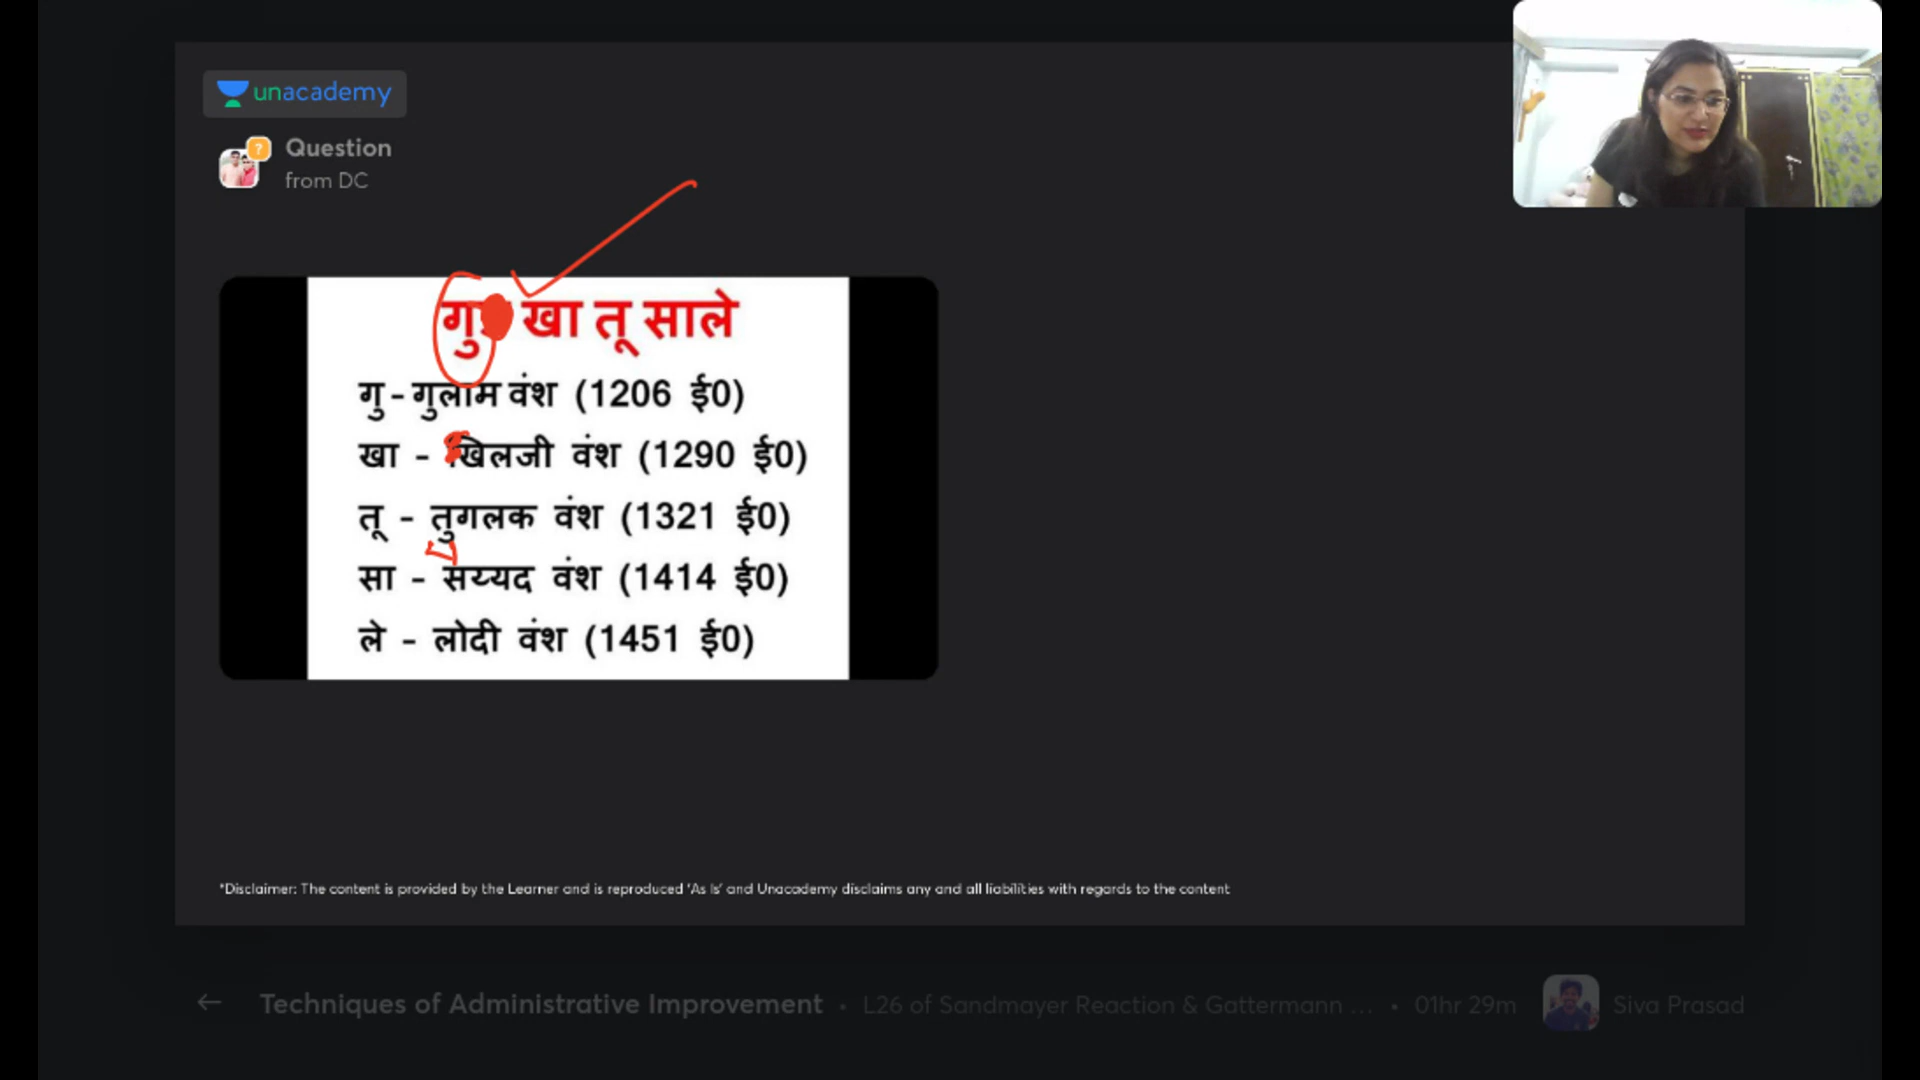 unacademy
?
Question
from DC
गु खा तू साले
गु - गुलाम वंश (1206 ई0)
खा - खिलजी वंश (1290 ई0)
तू - तुगलक वंश (1321 ई0)
सा - सय्यद वंश (1414 ई0)
ले - लोदी वंश (1451 ई0)
*Disclaimer: The content is provided by the Learner and is reproduced 'As Is' and Unacademy disclaims any and all liabilities with regards to the content
Techniques of Administrative Improvement • L26 of Sandmayer Reaction & Gattermann ... • 01hr 29m Siva Prasad